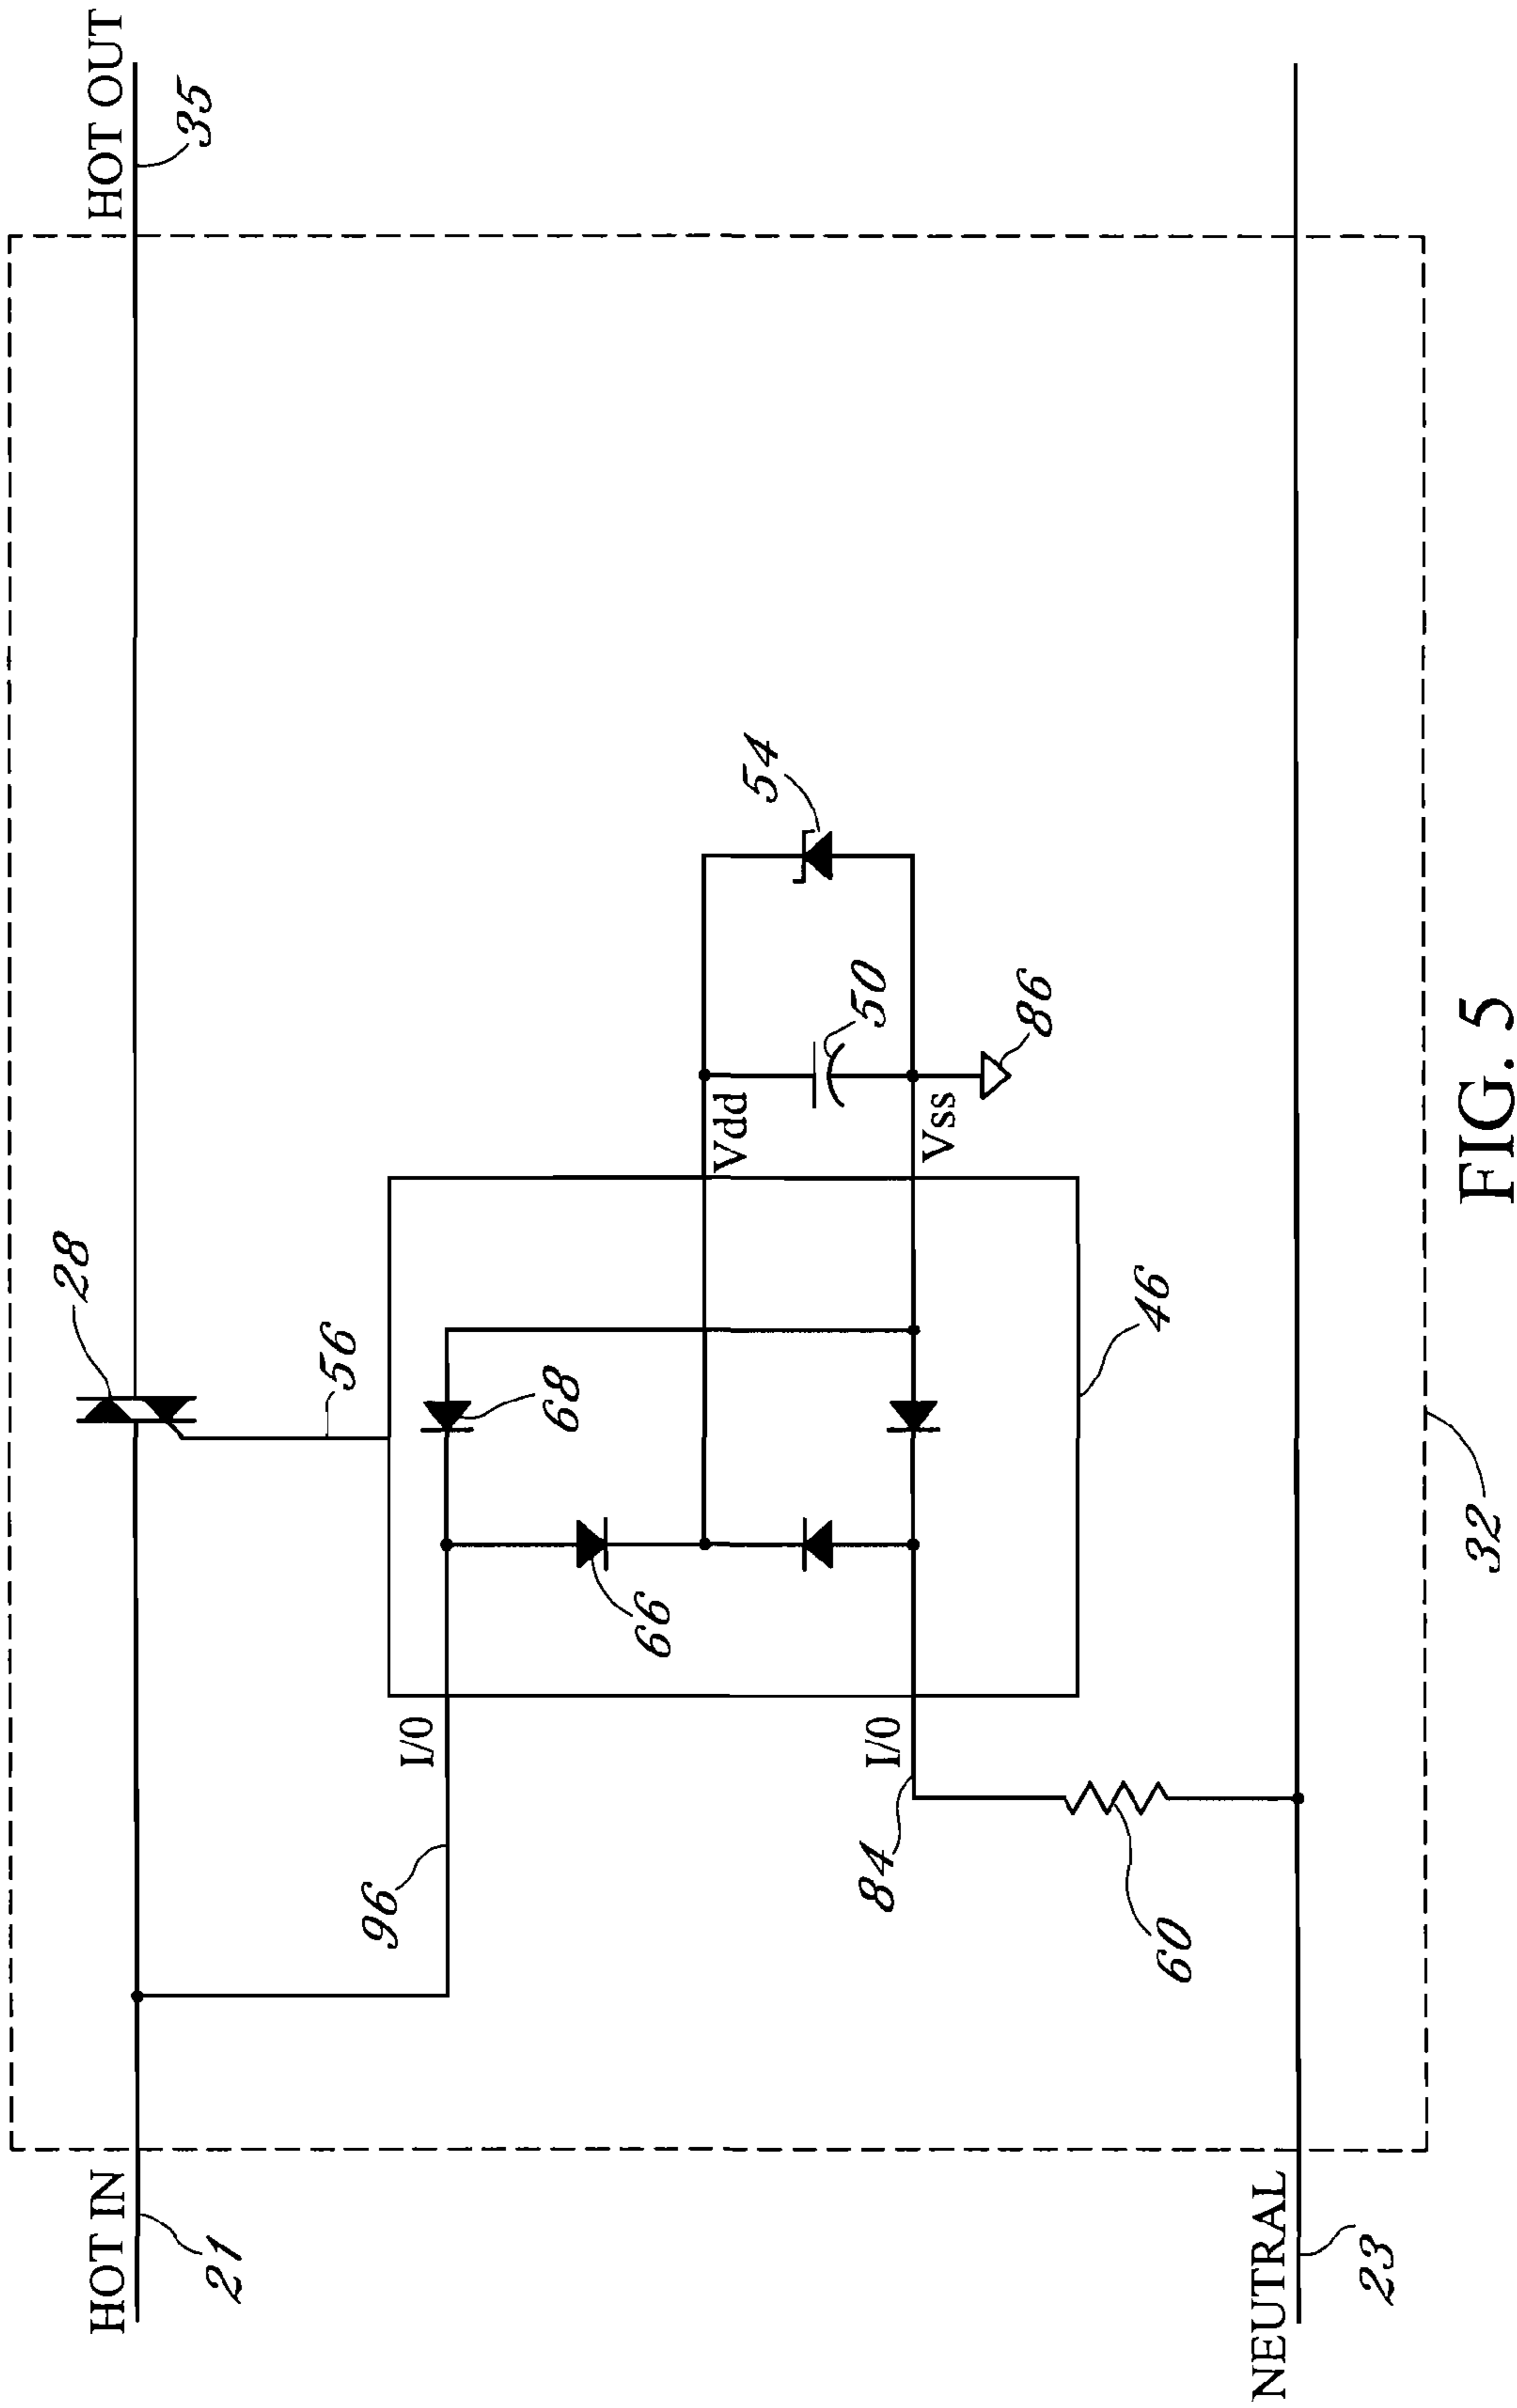 HOT IN
21
HOT OUT
35
28
56
96
I/0
68
66
Vdd
54
50
Vss
86
I/0
84
60
46
NEUTRAL
23
32
FIG. 5